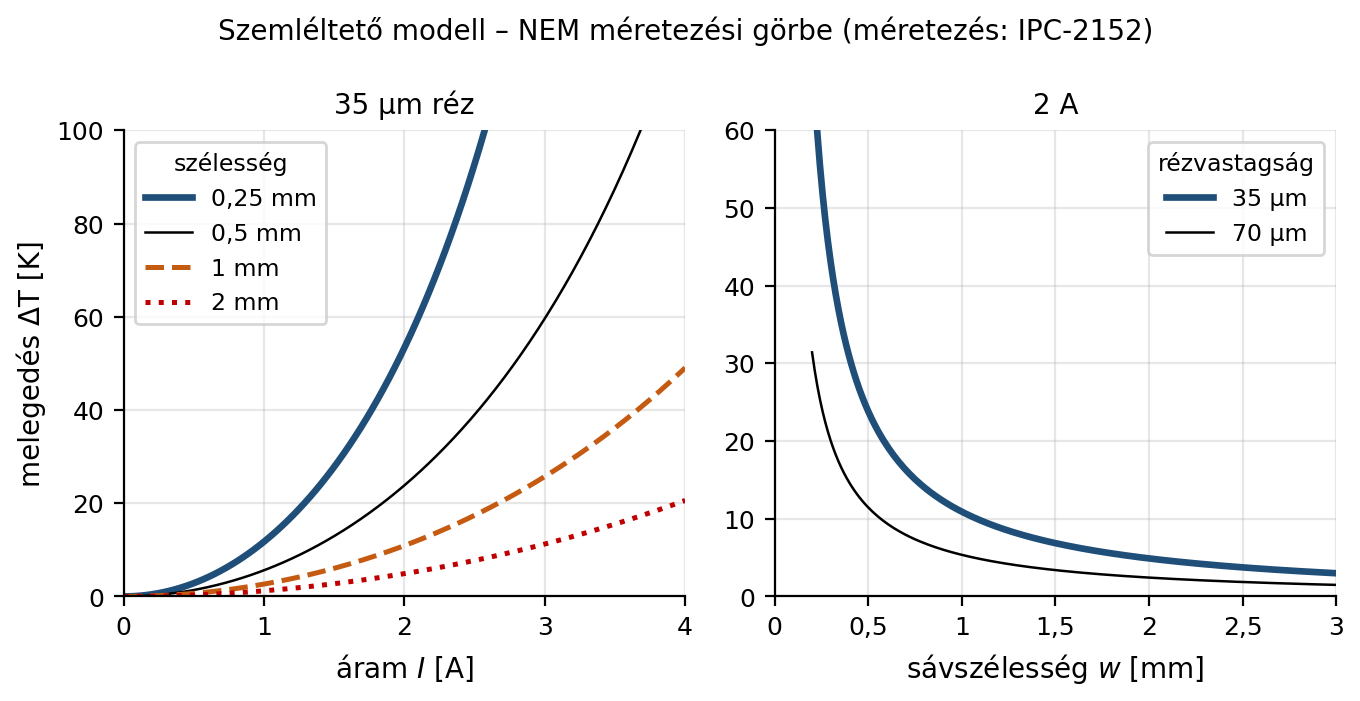 Szemléltető modell – NEM méretezési görbe (méretezés: IPC-2152)
35 µm réz
melegedés ΔT [K]
100
80
60
40
20
0
szélesség
0,25 mm
0,5 mm
1 mm
2 mm
0 1 2 3 4
áram I [A]
2 A
60
50
40
30
20
10
0
rézvastagság
35 µm
70 µm
0 0,5 1 1,5 2 2,5 3
sávszélesség w [mm]